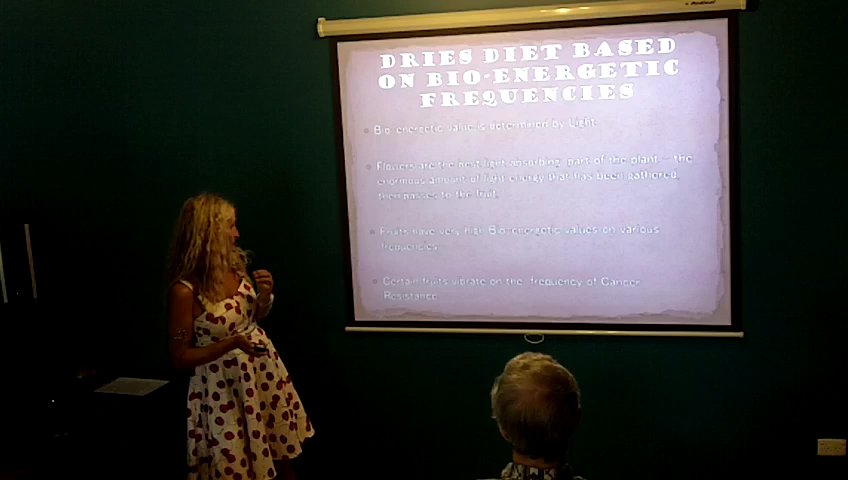 DRIES DIET BASED
ON BIO-ENERGETIC
FREQUENCIES
Bio-energetic value is determined by Light.
Flowers are the best light absorbing part of the plant – the
enormous amount of light energy that has been gathered,
then passes to the fruit.
Fruits have very high Bio-energetic values on various
frequencies.
Certain fruits vibrate on the frequency of Cancer
Resistance